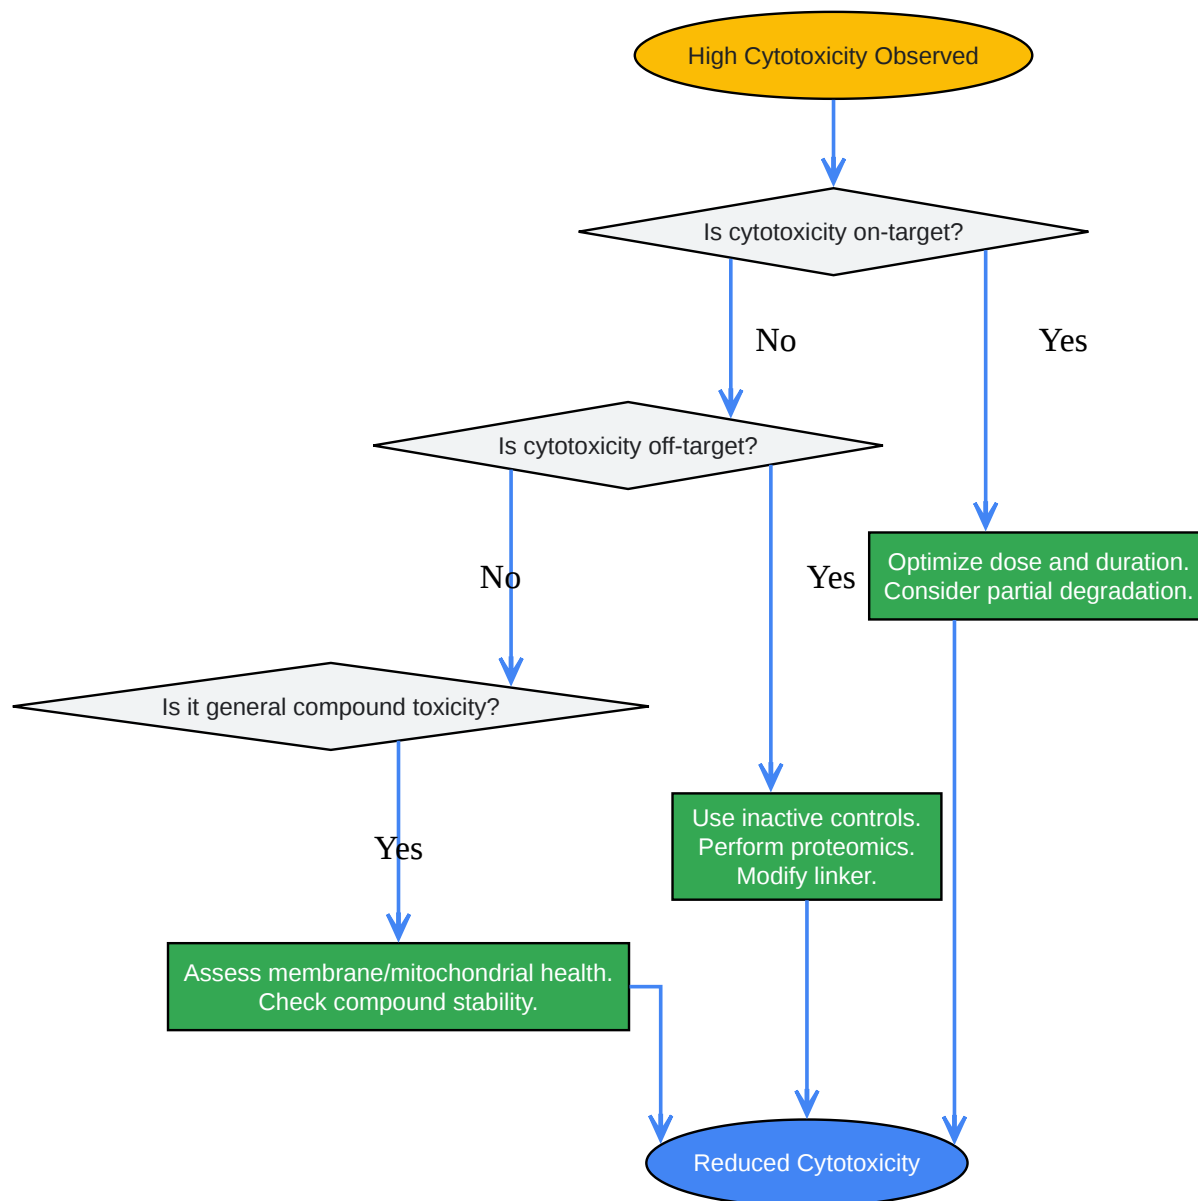 High Cytotoxicity Observed
Is cytotoxicity on-target?
No
Yes
Is cytotoxicity off-target?
No
Yes
Optimize dose and duration.
Consider partial degradation.
Is it general compound toxicity?
Yes
Use inactive controls.
Perform proteomics.
Modify linker.
Assess membrane/mitochondrial health.
Check compound stability.
Reduced Cytotoxicity